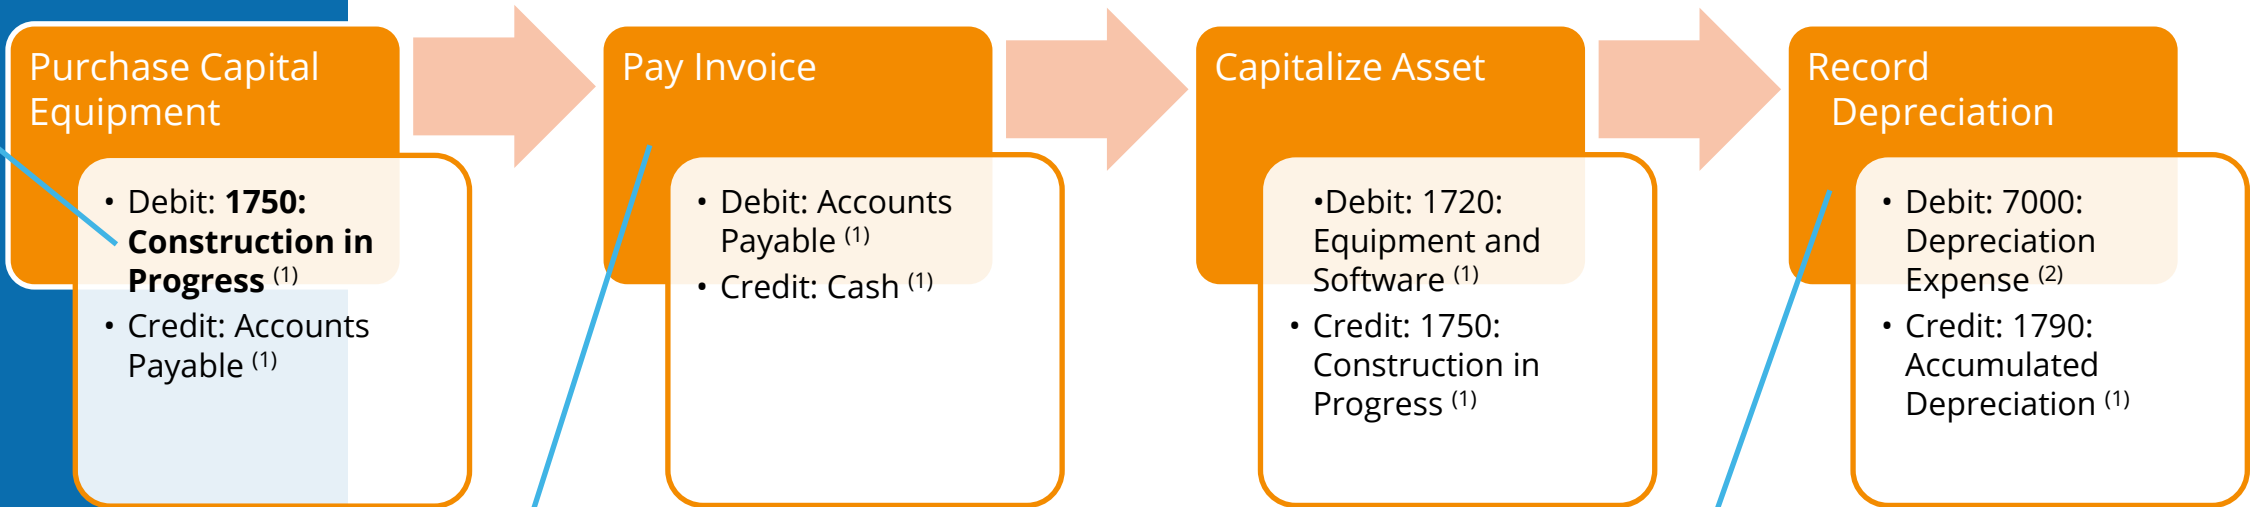 Purchase Capital
Equipment
• Debit: 1750:
Construction in
Progress (1)
• Credit: Accounts
Payable (1)
Pay Invoice
• Debit: Accounts
Payable (1)
• Credit: Cash (1)
Capitalize Asset
•Debit: 1720:
Equipment and
Software (1)
• Credit: 1750:
Construction in
Progress (1)
Record
Depreciation
• Debit: 7000:
Depreciation
Expense (2)
• Credit: 1790:
Accumulated
Depreciation (1)